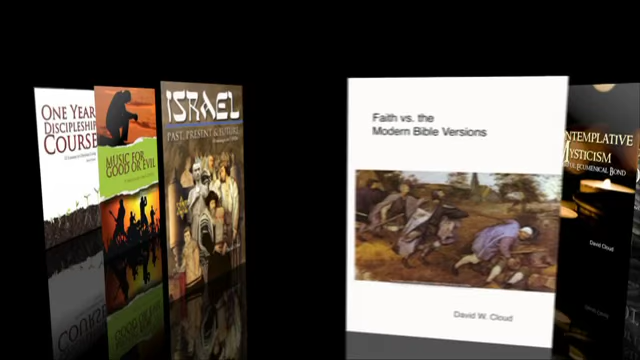 ONE YEAR
DISCIPLESHIP
COURSE
MUSIC FOR
GOOD OR EVIL
ISRAEL
PAST, PRESENT & FUTURE
Faith vs. the
Modern Bible Versions
David W. Cloud
NTEMPLATIVE
MYSTICISM
ECUMENICAL BOND
David Cloud